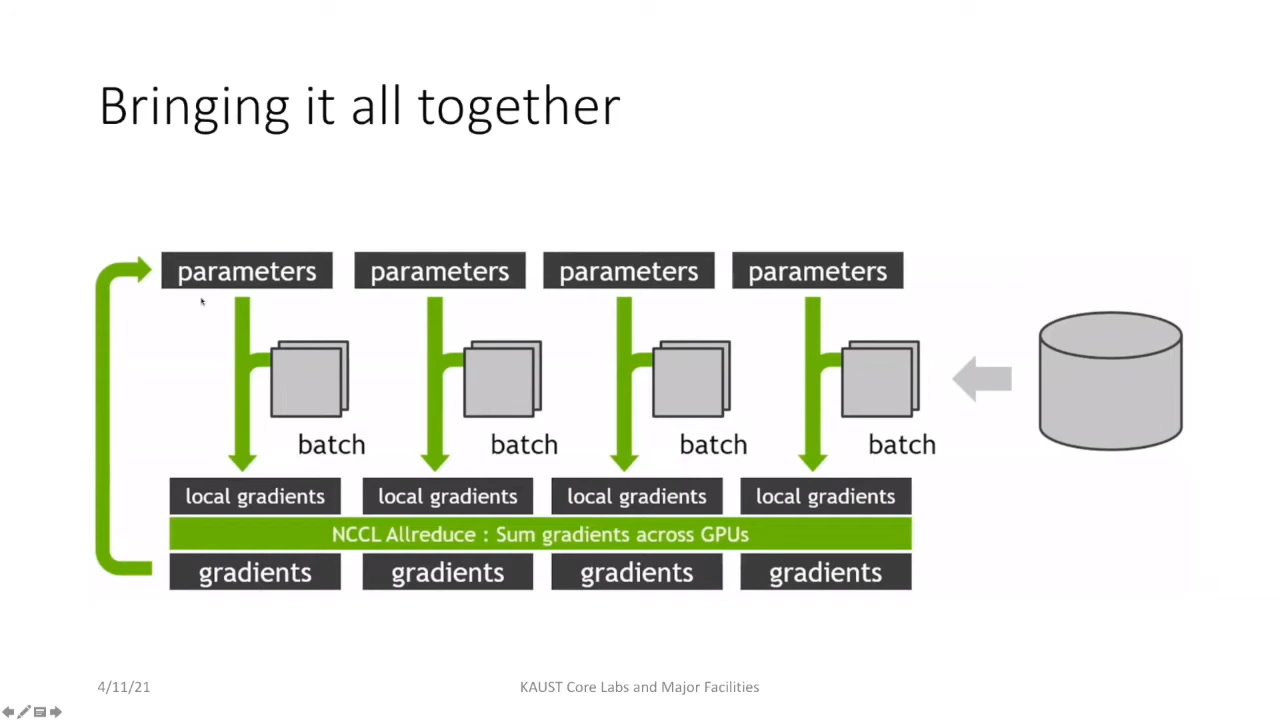 Bringing it all together
parameters parameters parameters parameters
batch batch batch batch
local gradients local gradients local gradients local gradients
NCCL Allreduce : Sum gradients across GPUs
gradients gradients gradients gradients
4/11/21 KAUST Core Labs and Major Facilities